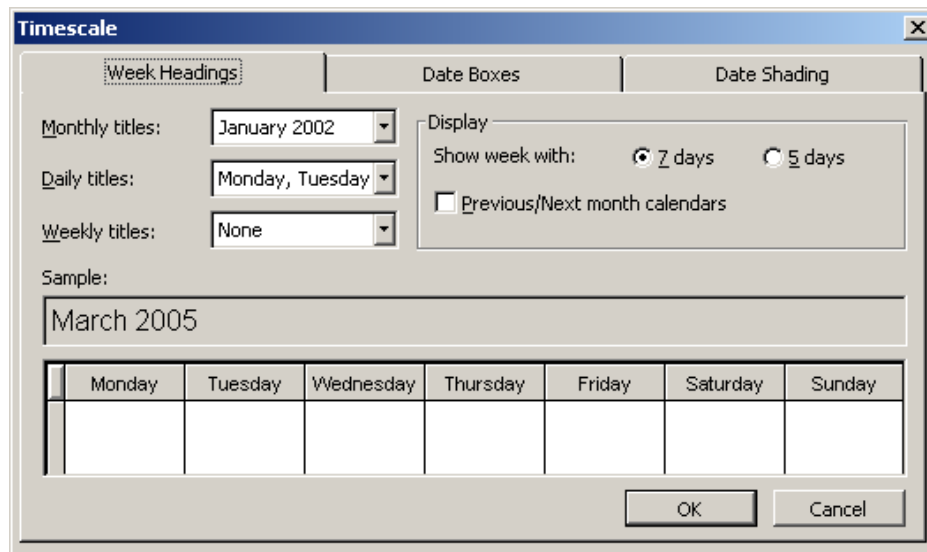 Timescale
Week Headings Date Boxes Date Shading
Monthly titles: January 2002
Daily titles: Monday, Tuesday
Weekly titles: None
Display
Show week with: 7 days 5 days
Previous/Next month calendars
Sample:
March 2005
Monday Tuesday Wednesday Thursday Friday Saturday Sunday
OK Cancel